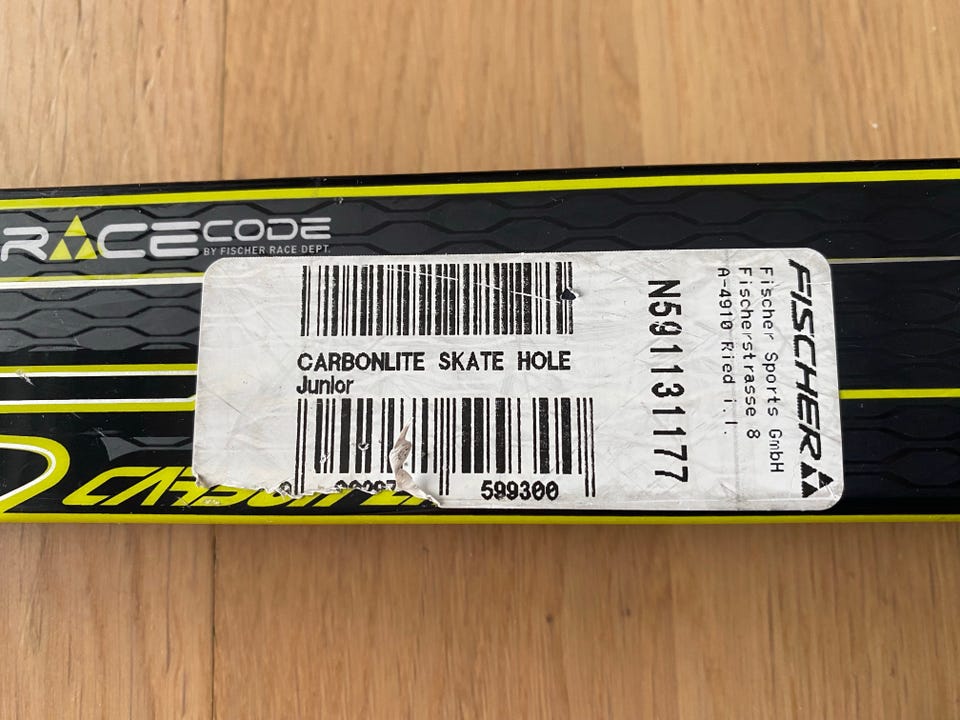 RACECODE
BY FISCHER RACE DEPT.
CARBONLITE SKATE HOLE
Junior
599300
N591131177
Fischer Sports GmbH
Fischerstrasse 8
A-4910 Ried i.I.
FISCHER